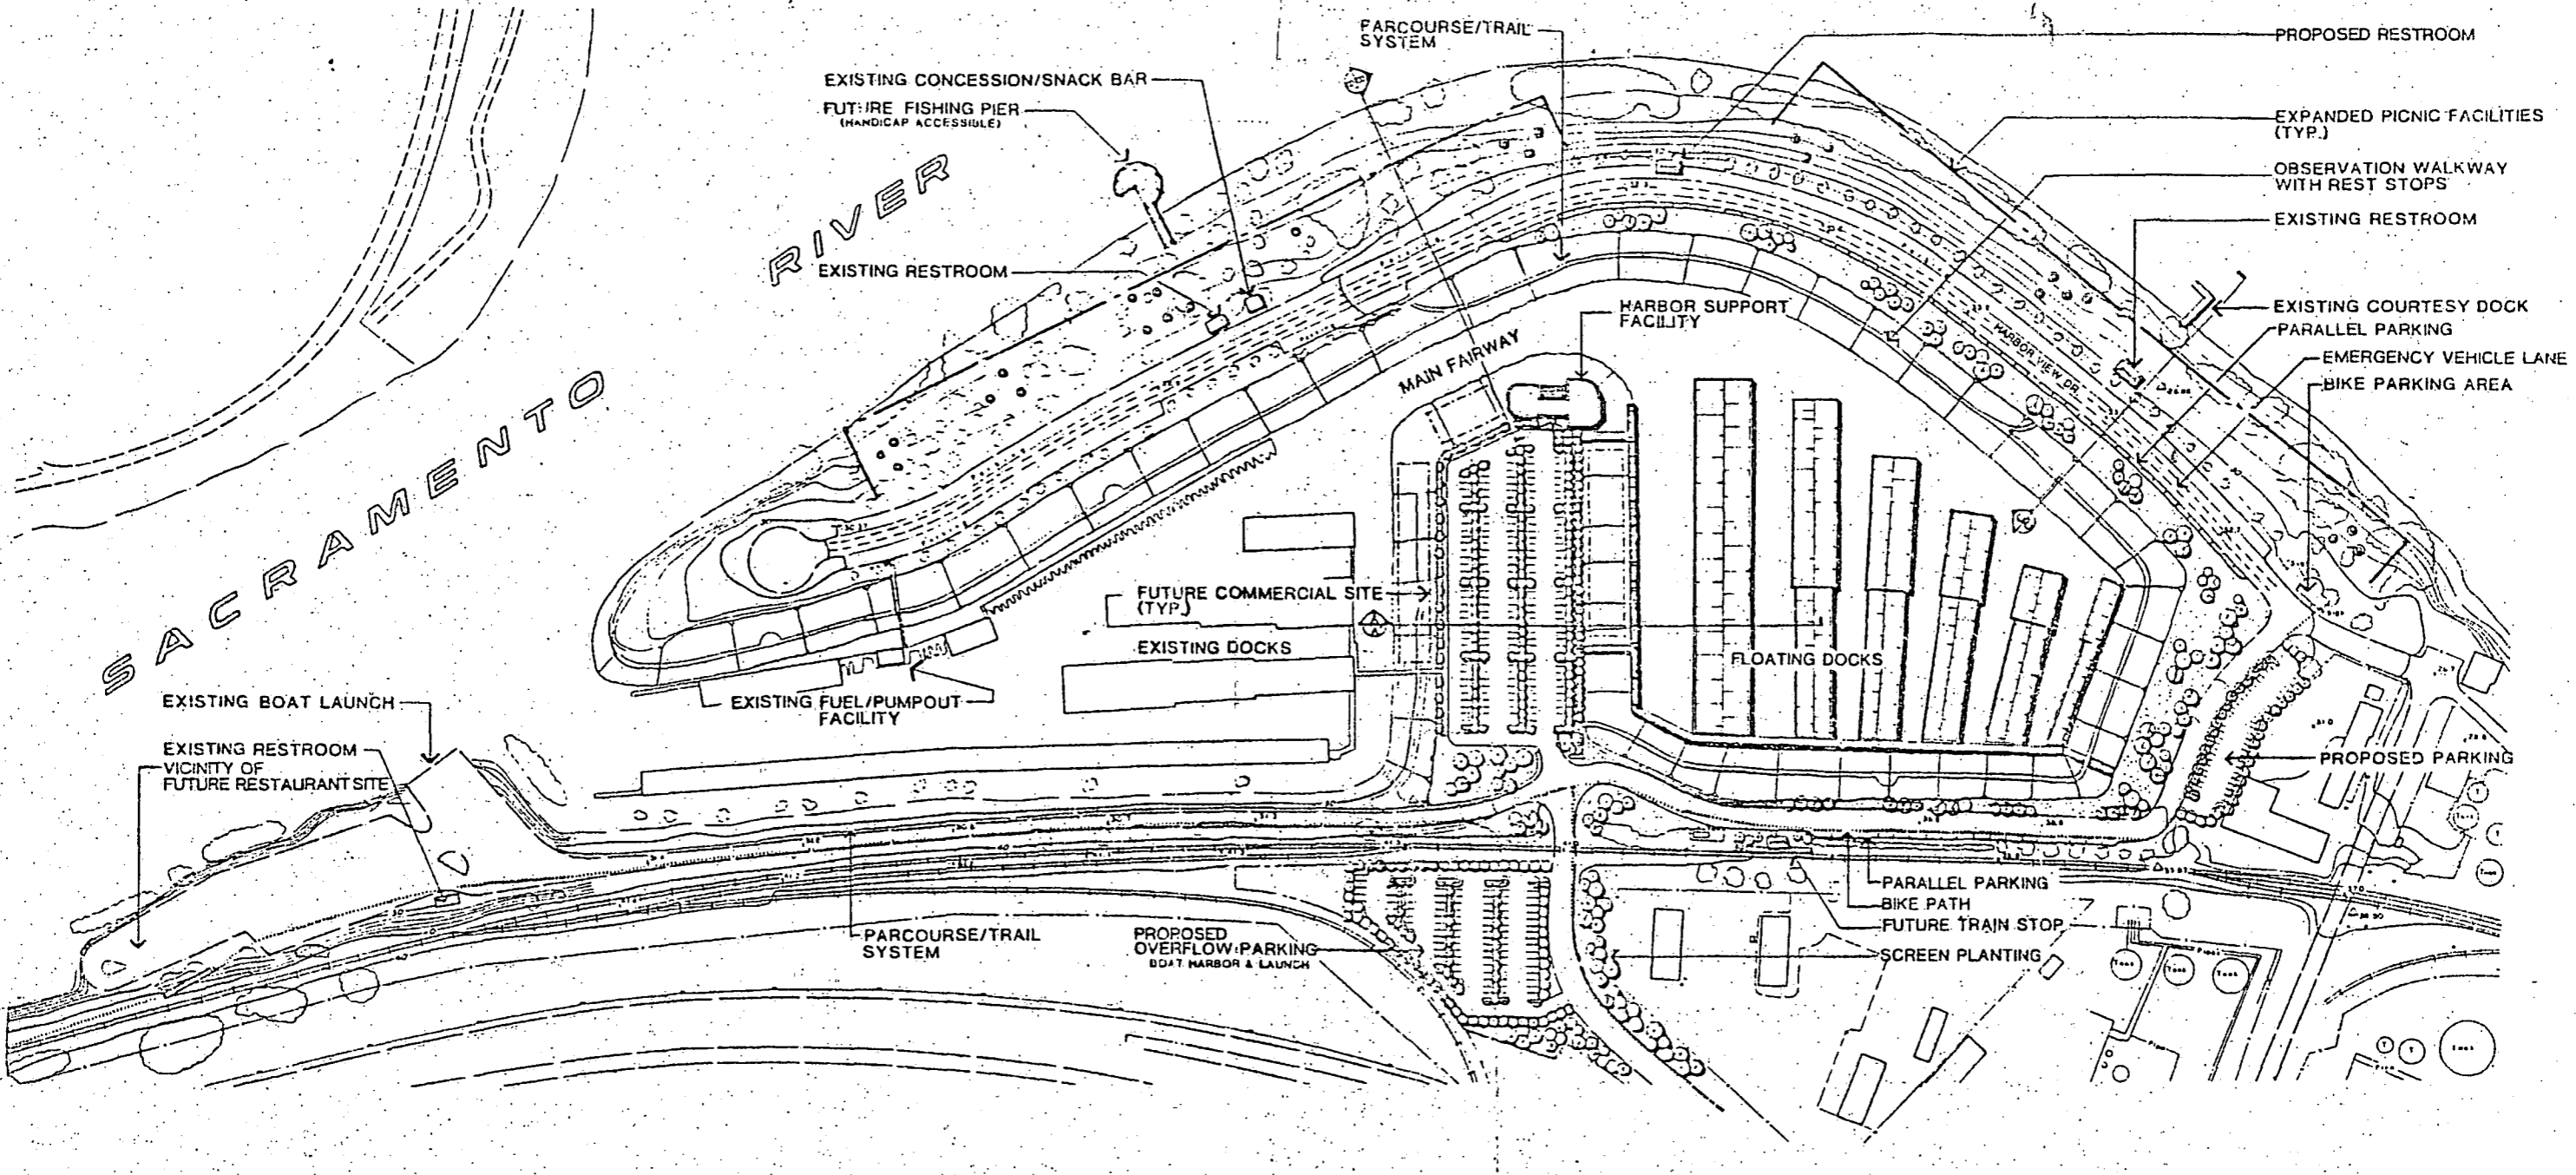 PARCOURSE/TRAIL
SYSTEM
PROPOSED RESTROOM
EXISTING CONCESSION/SNACK BAR
FUTURE FISHING PIER
(HANDICAP ACCESSIBLE)
EXPANDED PICNIC FACILITIES
(TYP.)
OBSERVATION WALKWAY
WITH REST STOPS
EXISTING RESTROOM
RIVER
EXISTING RESTROOM
HARBOR SUPPORT
FACILITY
EXISTING COURTESY DOCK
PARALLEL PARKING
HARBOR VIEW DR.
EMERGENCY VEHICLE LANE
BIKE PARKING AREA
MAIN FAIRWAY
SACRAMENTO
FUTURE COMMERCIAL SITE
(TYP.)
EXISTING DOCKS
FLOATING DOCKS
EXISTING BOAT LAUNCH
EXISTING FUEL/PUMPOUT
FACILITY
EXISTING RESTROOM
VICINITY OF
FUTURE RESTAURANT SITE
PROPOSED PARKING
PARALLEL PARKING
BIKE PATH
FUTURE TRAIN STOP
SCREEN PLANTING
PARCOURSE/TRAIL
SYSTEM
PROPOSED
OVERFLOW PARKING
BOAT HARBOR & LAUNCH
Tank
Tank
Tank